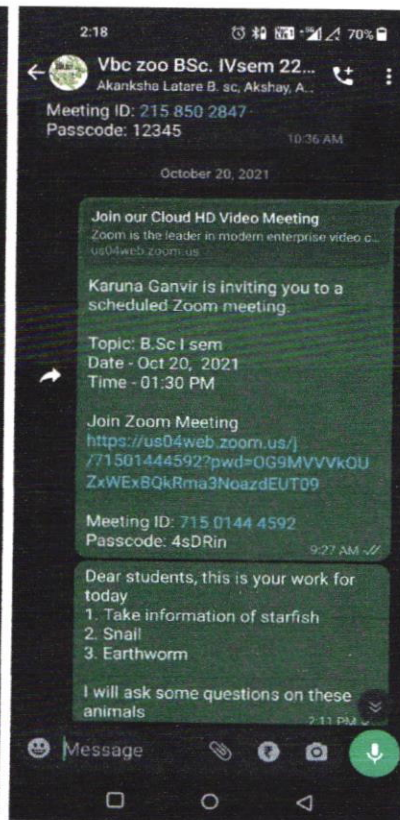 2:18
70%
Vbc zoo BSc. IVsem 22...
Akanksha Latare B. sc, Akshay, A...
Meeting ID: 215 850 2847
Passcode: 12345
10:36 AM
October 20, 2021
Join our Cloud HD Video Meeting
Zoom is the leader in modern enterprise video c...
us04web.zoom.us
Karuna Ganvir is inviting you to a
scheduled Zoom meeting.
Topic: B.Sc I sem
Date - Oct 20, 2021
Time - 01:30 PM
Join Zoom Meeting
https://us04web.zoom.us/j
/71501444592?pwd=OG9MVVVkOU
ZxWExBQkRma3NoazdEUT09
Meeting ID: 715 0144 4592
Passcode: 4sDRin
9:27 AM
Dear students, this is your work for
today
1. Take information of starfish
2. Snail
3. Earthworm
I will ask some questions on these
animals
2:11 PM
Message